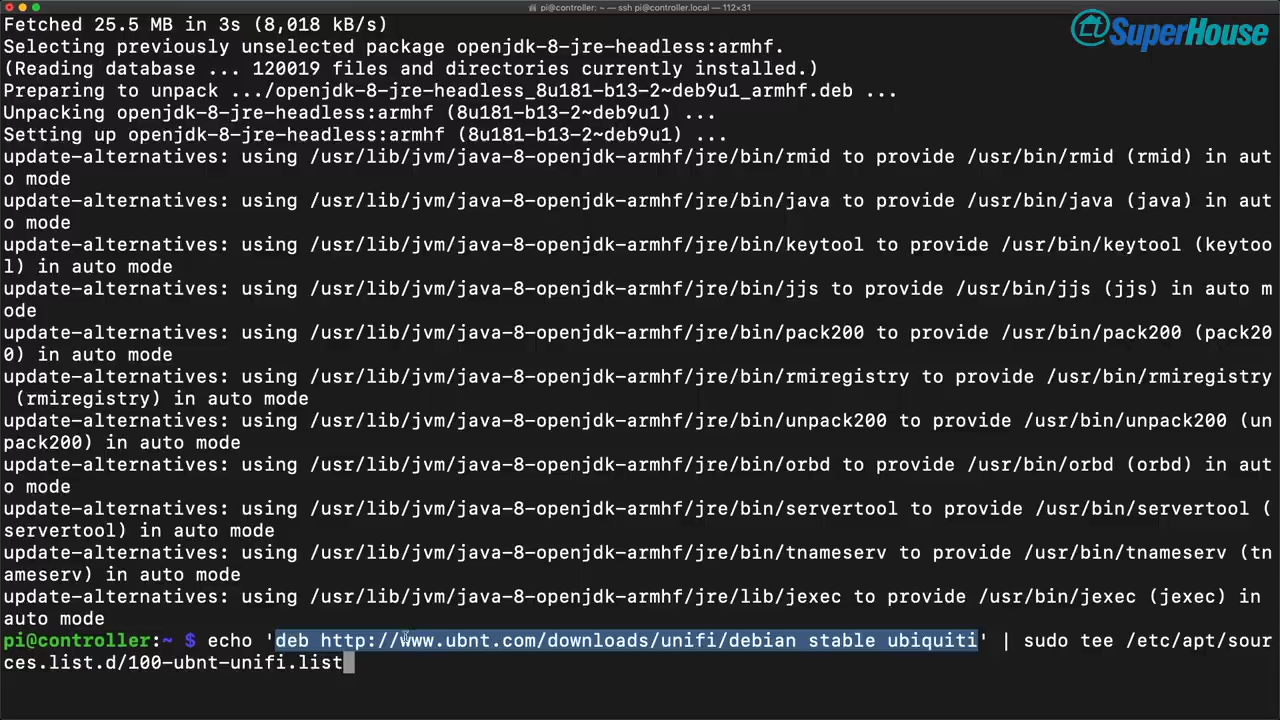 pi@controller: ~ — ssh pi@controller.local — 112×31
SuperHouse
Fetched 25.5 MB in 3s (8,018 kB/s)
Selecting previously unselected package openjdk-8-jre-headless:armhf.
(Reading database ... 120019 files and directories currently installed.)
Preparing to unpack .../openjdk-8-jre-headless_8u181-b13-2~deb9u1_armhf.deb ...
Unpacking openjdk-8-jre-headless:armhf (8u181-b13-2~deb9u1) ...
Setting up openjdk-8-jre-headless:armhf (8u181-b13-2~deb9u1) ...
update-alternatives: using /usr/lib/jvm/java-8-openjdk-armhf/jre/bin/rmid to provide /usr/bin/rmid (rmid) in aut
o mode
update-alternatives: using /usr/lib/jvm/java-8-openjdk-armhf/jre/bin/java to provide /usr/bin/java (java) in aut
o mode
update-alternatives: using /usr/lib/jvm/java-8-openjdk-armhf/jre/bin/keytool to provide /usr/bin/keytool (keytoo
l) in auto mode
update-alternatives: using /usr/lib/jvm/java-8-openjdk-armhf/jre/bin/jjs to provide /usr/bin/jjs (jjs) in auto m
ode
update-alternatives: using /usr/lib/jvm/java-8-openjdk-armhf/jre/bin/pack200 to provide /usr/bin/pack200 (pack20
0) in auto mode
update-alternatives: using /usr/lib/jvm/java-8-openjdk-armhf/jre/bin/rmiregistry to provide /usr/bin/rmiregistry
(rmiregistry) in auto mode
update-alternatives: using /usr/lib/jvm/java-8-openjdk-armhf/jre/bin/unpack200 to provide /usr/bin/unpack200 (un
pack200) in auto mode
update-alternatives: using /usr/lib/jvm/java-8-openjdk-armhf/jre/bin/orbd to provide /usr/bin/orbd (orbd) in aut
o mode
update-alternatives: using /usr/lib/jvm/java-8-openjdk-armhf/jre/bin/servertool to provide /usr/bin/servertool (
servertool) in auto mode
update-alternatives: using /usr/lib/jvm/java-8-openjdk-armhf/jre/bin/tnameserv to provide /usr/bin/tnameserv (tn
ameserv) in auto mode
update-alternatives: using /usr/lib/jvm/java-8-openjdk-armhf/jre/lib/jexec to provide /usr/bin/jexec (jexec) in
auto mode
pi@controller:~ $ echo 'deb http://www.ubnt.com/downloads/unifi/debian stable ubiquiti' | sudo tee /etc/apt/sour
ces.list.d/100-ubnt-unifi.list